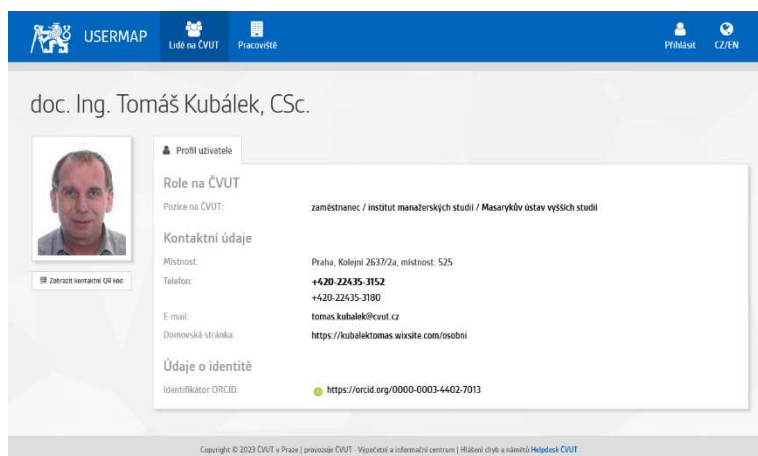 USERMAP
Lidé na ČVUT
Pracoviště
Přihlásit
CZ/EN
doc. Ing. Tomáš Kubálek, CSc.
Profil uživatele
Role na ČVUT
Pozice na ČVUT: zaměstnanec / institut manažerských studií / Masarykův ústav vyšších studií
Kontaktní údaje
Místnost: Praha, Kolejní 2637/2a, místnost: 525
Zobrazit kontaktní QR kód
Telefon: +420-22435-3152
+420-22435-3180
E-mail: tomas.kubalek@cvut.cz
Domovská stránka: https://kubalektomas.wixsite.com/osobni
Údaje o identitě
Identifikátor ORCID: https://orcid.org/0000-0003-4402-7013
Copyright © 2023 ČVUT v Praze | provozuje ČVUT - Výpočetní a informační centrum | Hlášení chyb a námětů Helpdesk ČVUT